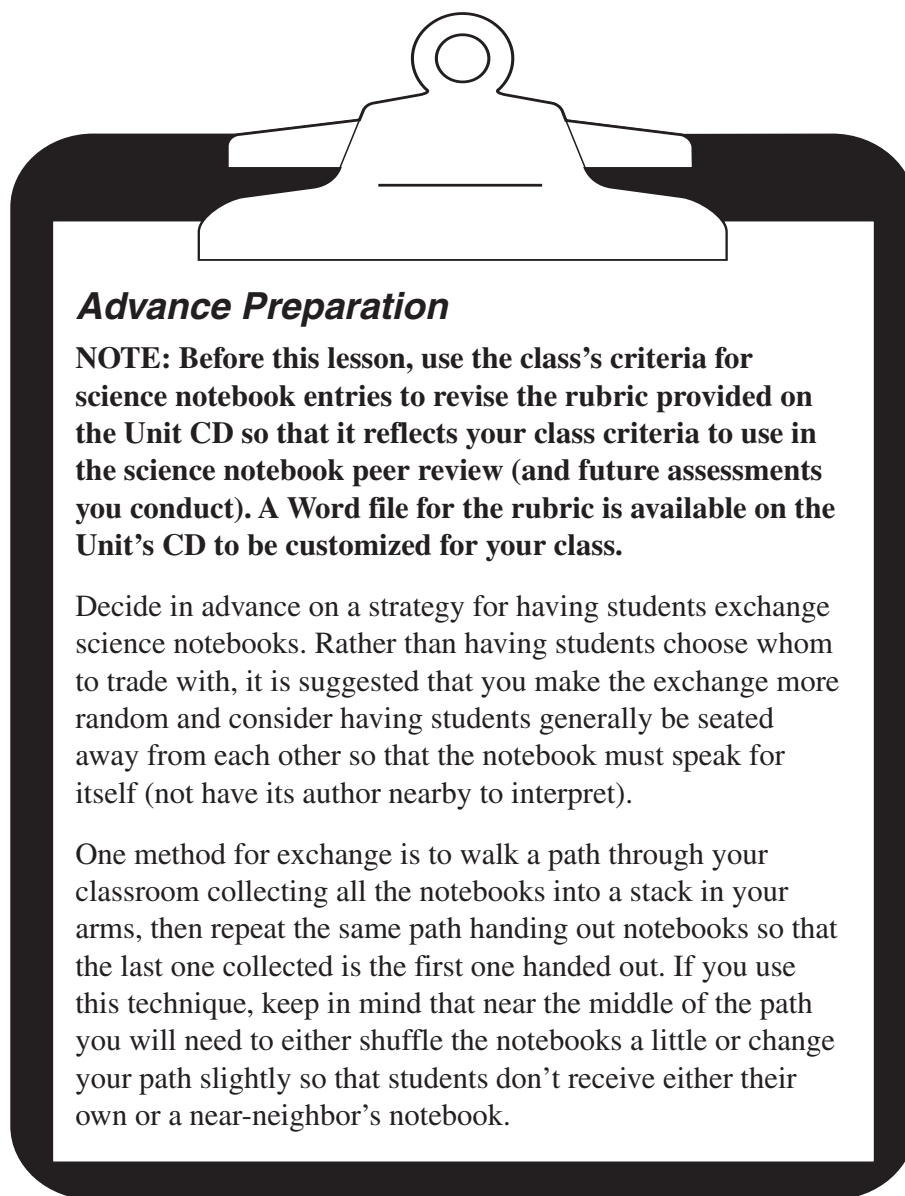 Advance Preparation
NOTE: Before this lesson, use the class’s criteria for
science notebook entries to revise the rubric provided on
the Unit CD so that it reflects your class criteria to use in
the science notebook peer review (and future assessments
you conduct). A Word file for the rubric is available on the
Unit’s CD to be customized for your class.
Decide in advance on a strategy for having students exchange
science notebooks. Rather than having students choose whom
to trade with, it is suggested that you make the exchange more
random and consider having students generally be seated
away from each other so that the notebook must speak for
itself (not have its author nearby to interpret).
One method for exchange is to walk a path through your
classroom collecting all the notebooks into a stack in your
arms, then repeat the same path handing out notebooks so that
the last one collected is the first one handed out. If you use
this technique, keep in mind that near the middle of the path
you will need to either shuffle the notebooks a little or change
your path slightly so that students don’t receive either their
own or a near-neighbor’s notebook.